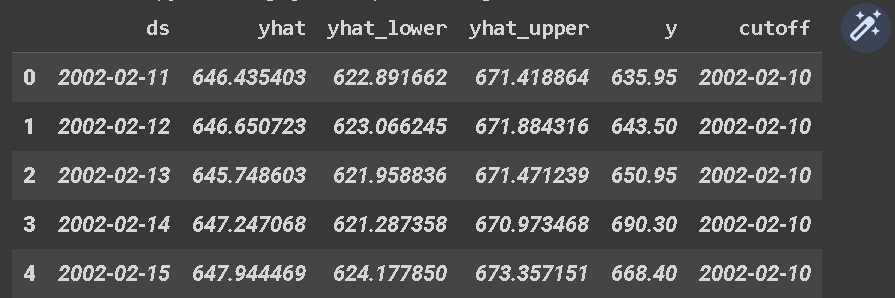 ds yhat yhat_lower yhat_upper y cutoff
0 2002-02-11 646.435403 622.891662 671.418864 635.95 2002-02-10
1 2002-02-12 646.650723 623.066245 671.884316 643.50 2002-02-10
2 2002-02-13 645.748603 621.958836 671.471239 650.95 2002-02-10
3 2002-02-14 647.247068 621.287358 670.973468 690.30 2002-02-10
4 2002-02-15 647.944469 624.177850 673.357151 668.40 2002-02-10